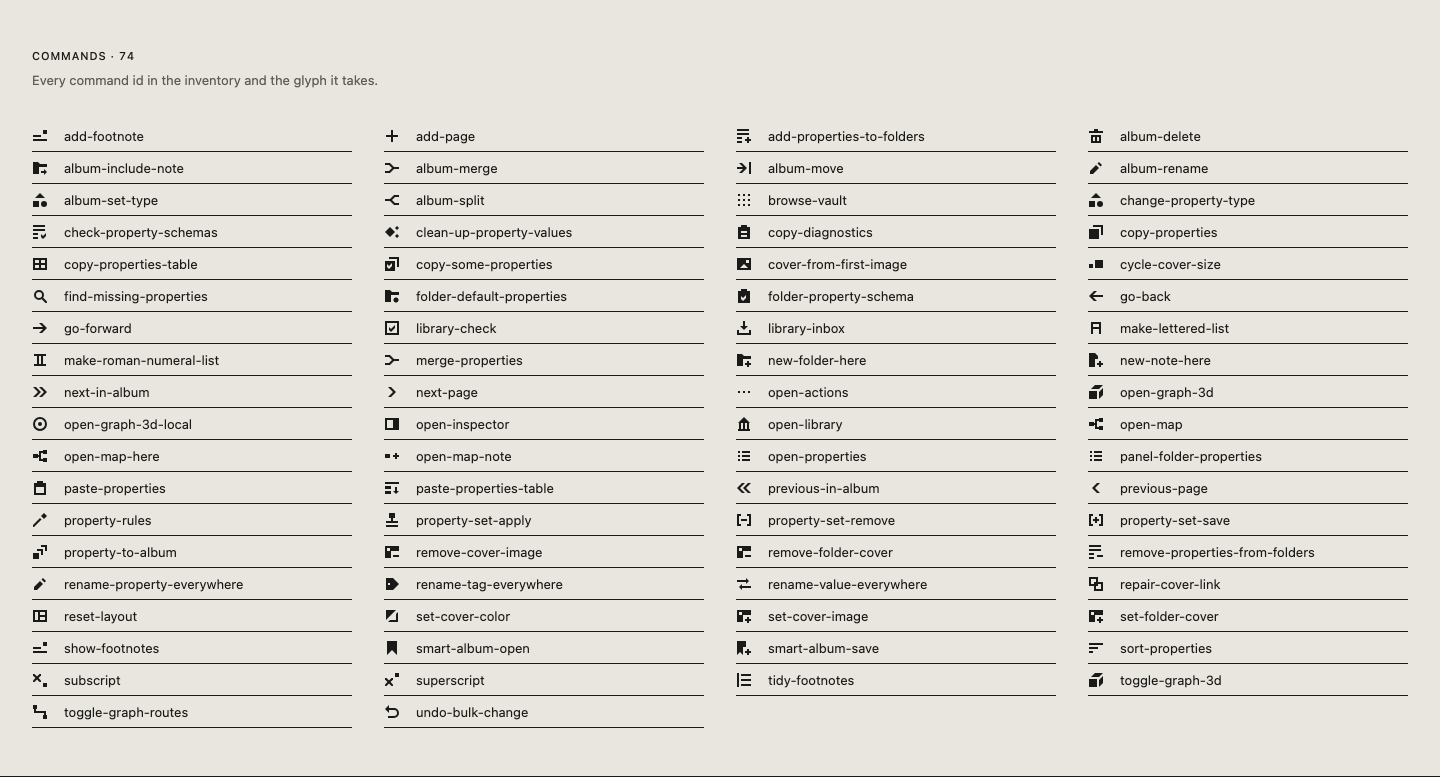 COMMANDS · 74
Every command id in the inventory and the glyph it takes.
add-footnote
add-page
add-properties-to-folders
album-delete
album-include-note
album-merge
album-move
album-rename
album-set-type
album-split
browse-vault
change-property-type
check-property-schemas
clean-up-property-values
copy-diagnostics
copy-properties
copy-properties-table
copy-some-properties
cover-from-first-image
cycle-cover-size
find-missing-properties
folder-default-properties
folder-property-schema
go-back
go-forward
library-check
library-inbox
make-lettered-list
make-roman-numeral-list
merge-properties
new-folder-here
new-note-here
next-in-album
next-page
open-actions
open-graph-3d
open-graph-3d-local
open-inspector
open-library
open-map
open-map-here
open-map-note
open-properties
panel-folder-properties
paste-properties
paste-properties-table
previous-in-album
previous-page
property-rules
property-set-apply
property-set-remove
property-set-save
property-to-album
remove-cover-image
remove-folder-cover
remove-properties-from-folders
rename-property-everywhere
rename-tag-everywhere
rename-value-everywhere
repair-cover-link
reset-layout
set-cover-color
set-cover-image
set-folder-cover
show-footnotes
smart-album-open
smart-album-save
sort-properties
subscript
superscript
tidy-footnotes
toggle-graph-3d
toggle-graph-routes
undo-bulk-change